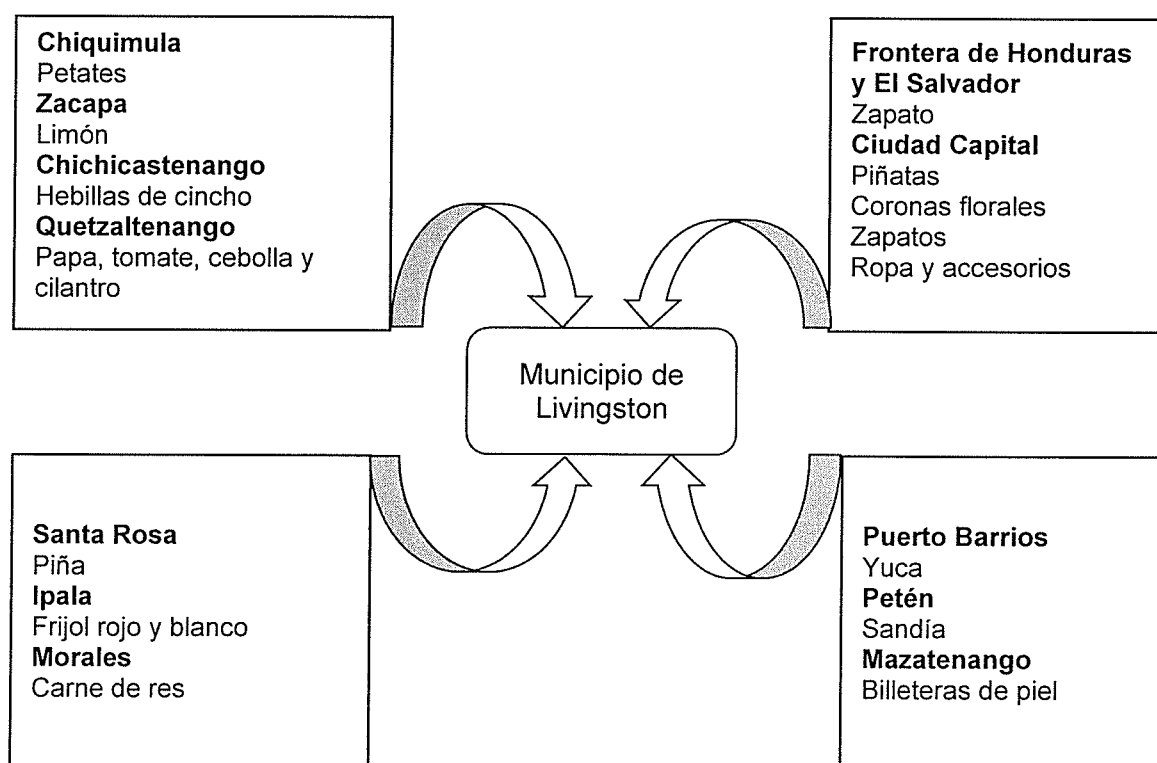 Chiquimula
Petates
Zacapa
Limón
Chichicastenango
Hebillas de cincho
Quetzaltenango
Papa, tomate, cebolla y
cilantro
Frontera de Honduras
y El Salvador
Zapato
Ciudad Capital
Piñatas
Coronas florales
Zapatos
Ropa y accesorios
Municipio de
Livingston
Santa Rosa
Piña
Ipala
Frijol rojo y blanco
Morales
Carne de res
Puerto Barrios
Yuca
Petén
Sandía
Mazatenango
Billeteras de piel